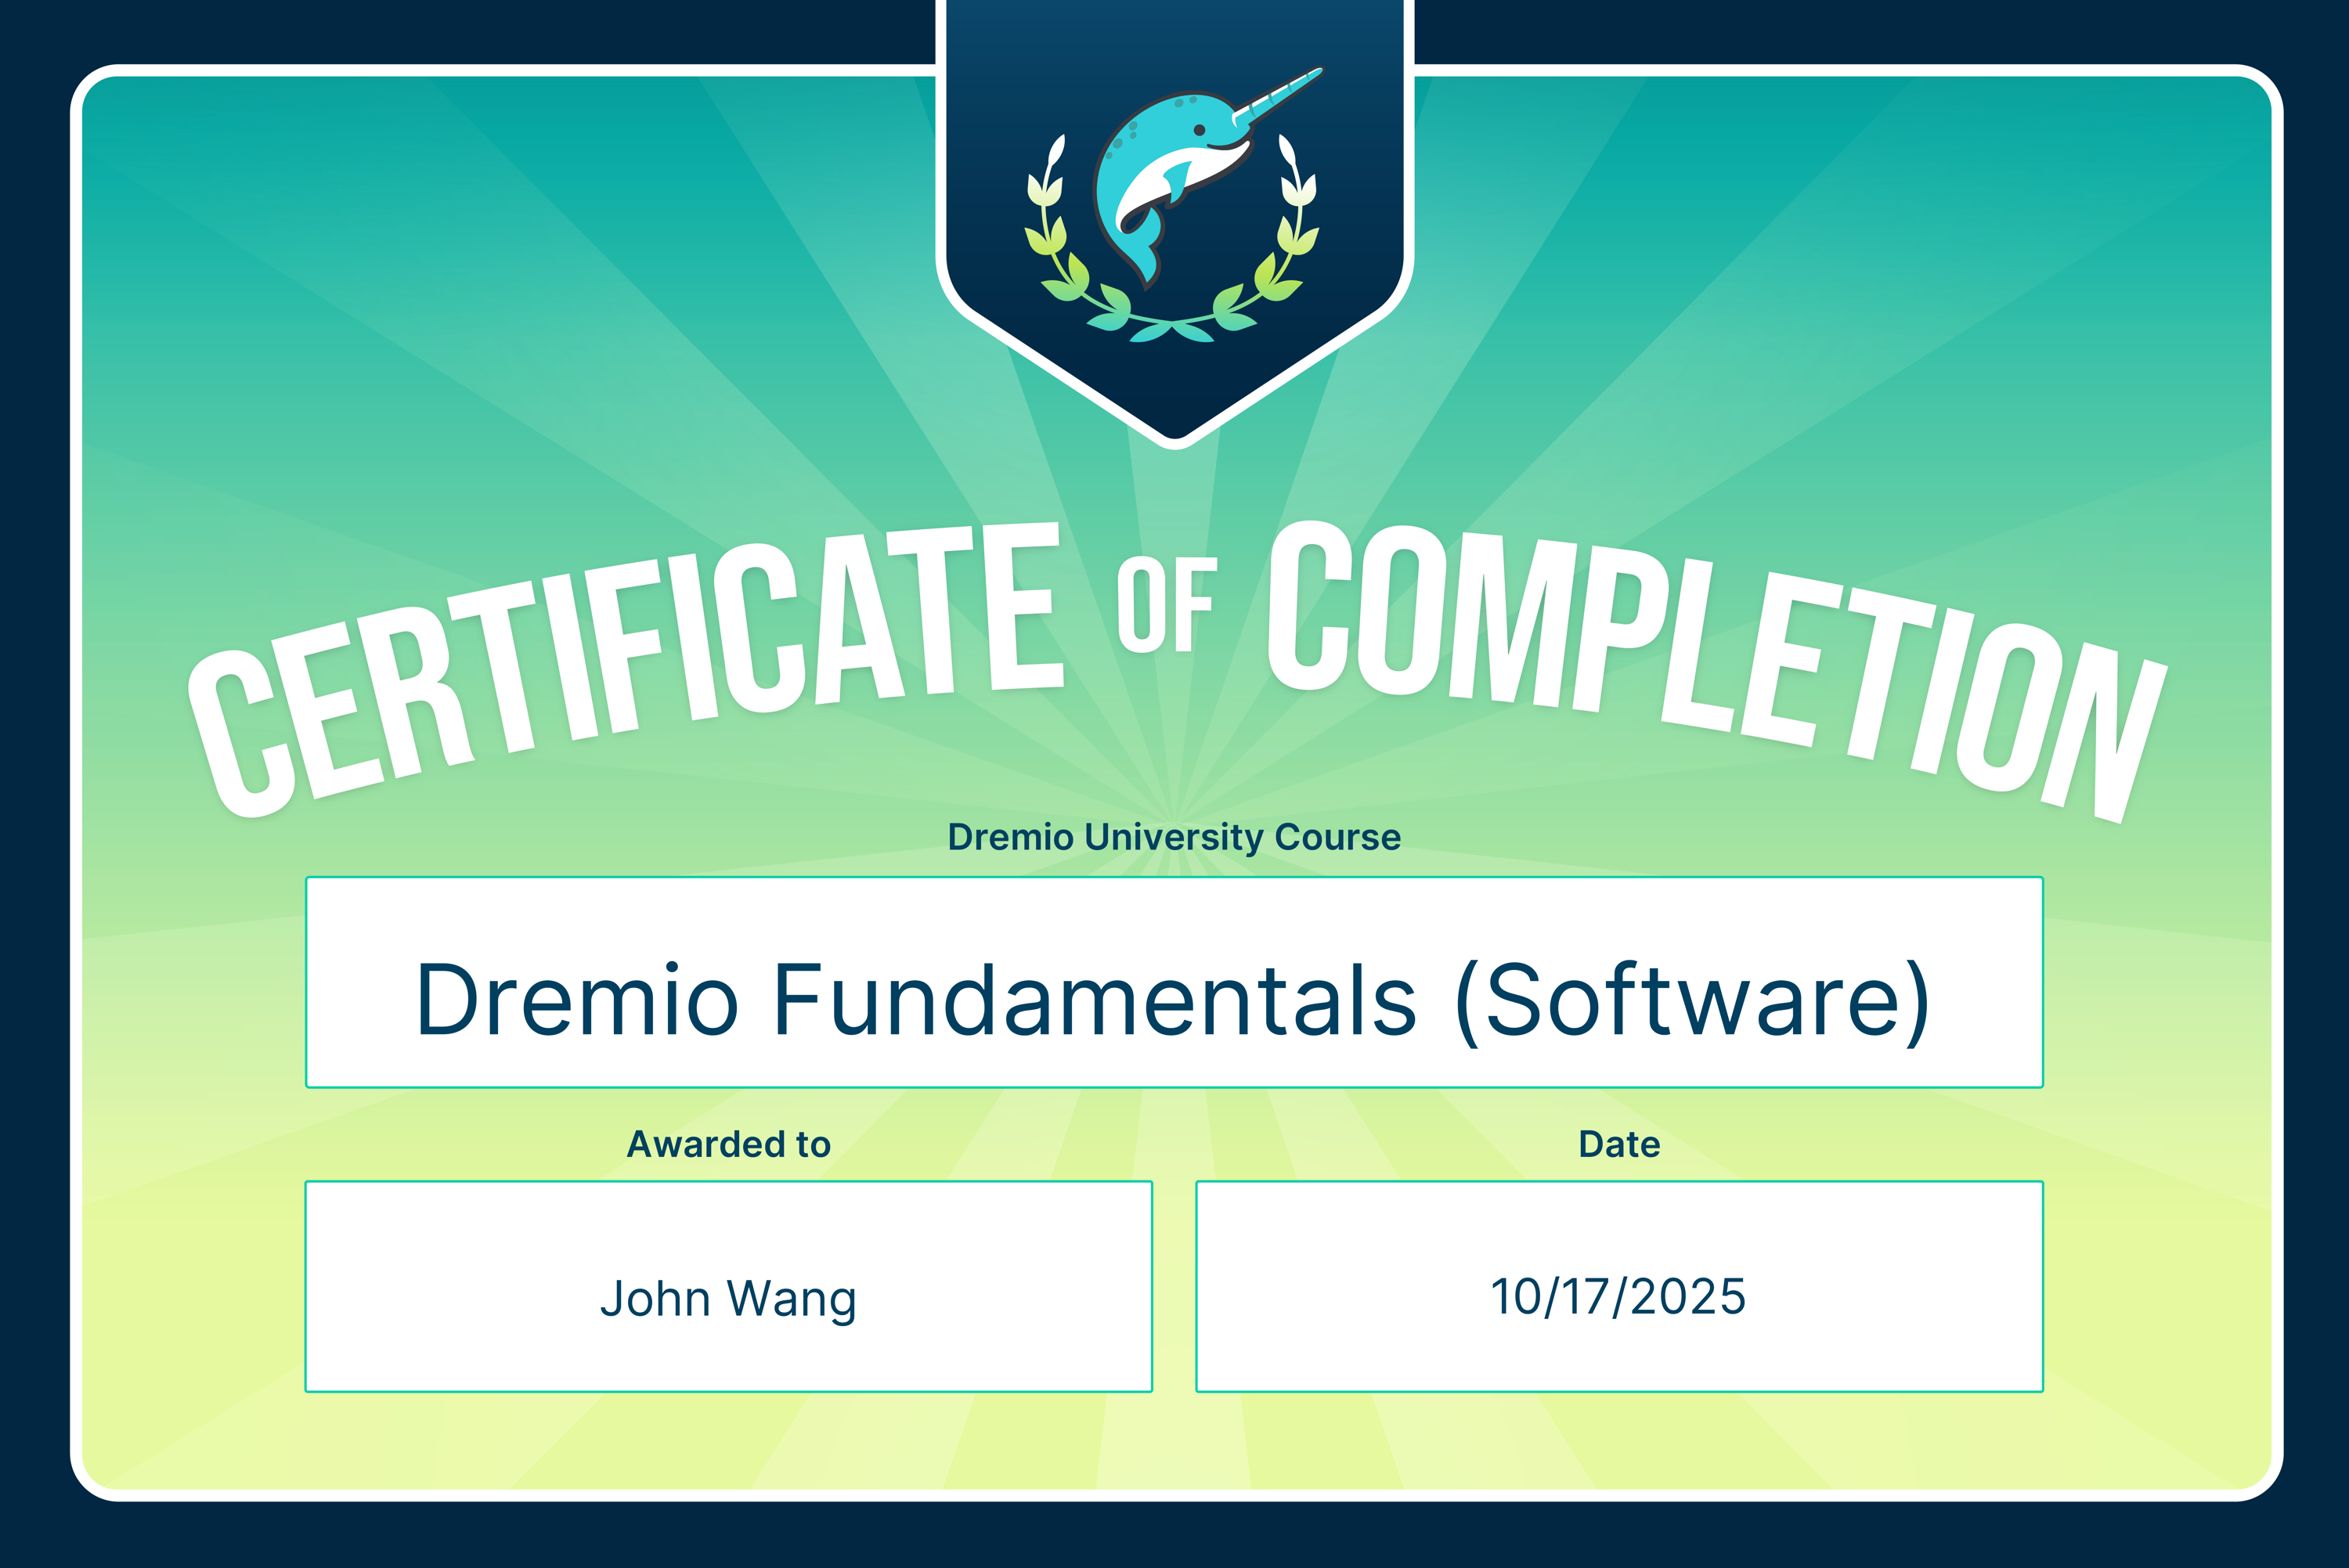 CERTIFICATE OF COMPLETION
Dremio University Course
Dremio Fundamentals (Software)
Awarded to
Date
John Wang
10/17/2025